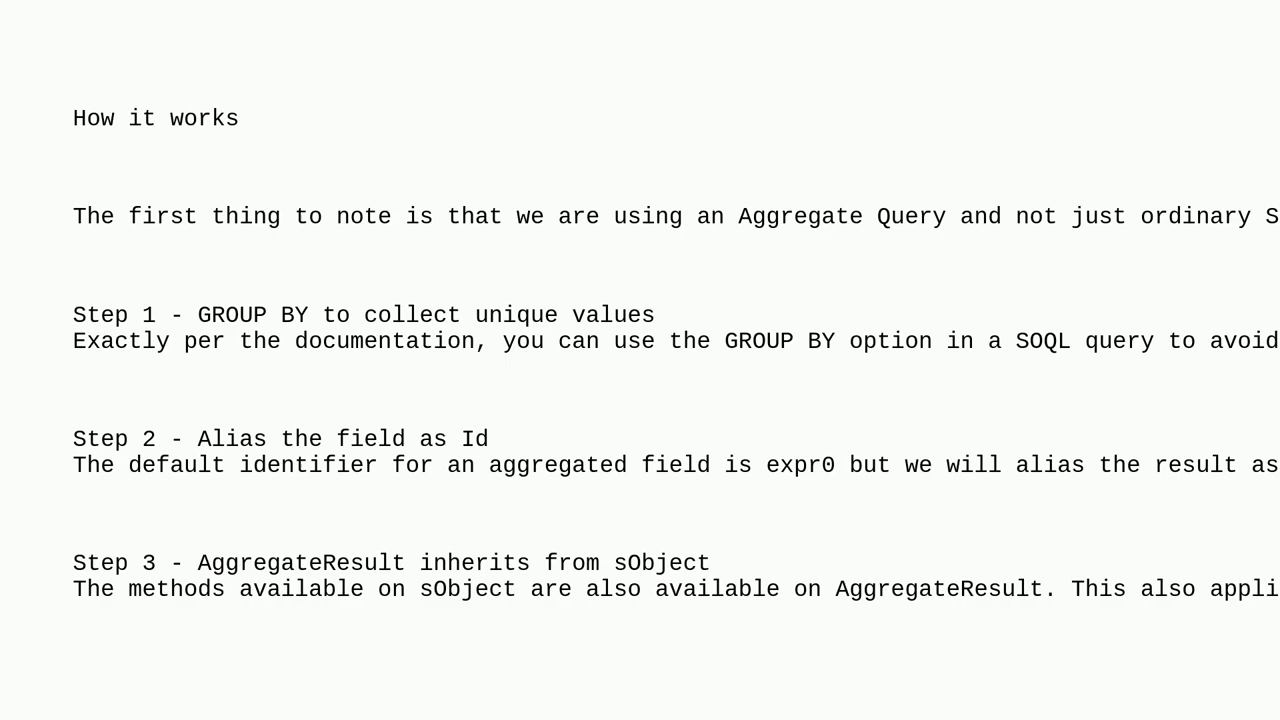 How it works
The first thing to note is that we are using an Aggregate Query and not just ordinary S
Step 1 - GROUP BY to collect unique values
Exactly per the documentation, you can use the GROUP BY option in a SOQL query to avoid
Step 2 - Alias the field as Id
The default identifier for an aggregated field is expr0 but we will alias the result as
Step 3 - AggregateResult inherits from sObject
The methods available on sObject are also available on AggregateResult. This also appli